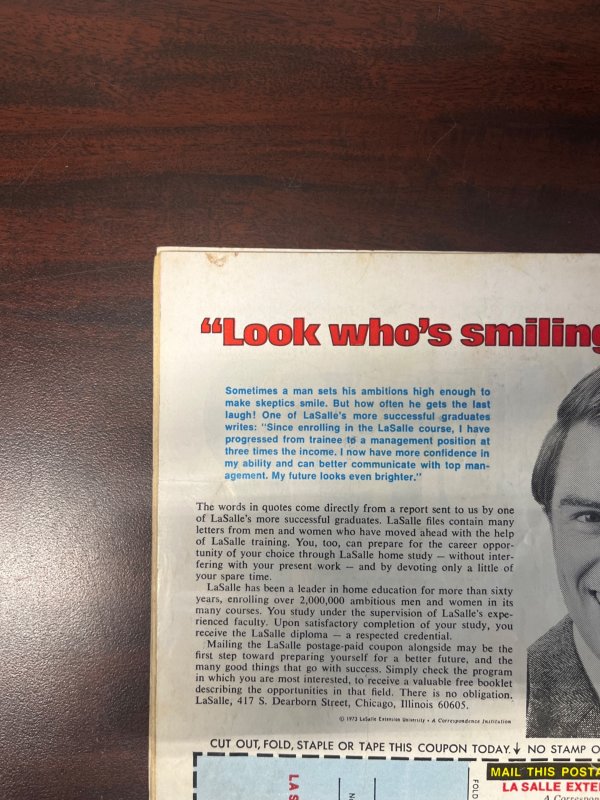 “Look who's smiling
Sometimes a man sets his ambitions high enough to
make skeptics smile. But how often he gets the last
laugh! One of LaSalle's more successful graduates
writes: "Since enrolling in the LaSalle course, I have
progressed from trainee to a management position at
three times the income. I now have more confidence in
my ability and can better communicate with top man-
agement. My future looks even brighter."
The words in quotes come directly from a report sent to us by one
of LaSalle's more successful graduates. LaSalle files contain many
letters from men and women who have moved ahead with the help
of LaSalle training. You, too, can prepare for the career oppor-
tunity of your choice through LaSalle home study — without inter-
fering with your present work — and by devoting only a little of
your spare time.
LaSalle has been a leader in home education for more than sixty
years, enrolling over 2,000,000 ambitious men and women in its
many courses. You study under the supervision of LaSalle's expe-
rienced faculty. Upon satisfactory completion of your study, you
receive the LaSalle diploma — a respected credential.
Mailing the LaSalle postage-paid coupon alongside may be the
first step toward preparing yourself for a better future, and the
many good things that go with success. Simply check the program
in which you are most interested, to receive a valuable free booklet
describing the opportunities in that field. There is no obligation.
LaSalle, 417 S. Dearborn Street, Chicago, Illinois 60605.
© 1973 LaSalle Extension University • A Correspondence Institution
CUT OUT, FOLD, STAPLE OR TAPE THIS COUPON TODAY. ↓ NO STAMP O
MAIL THIS POSTA
LA SALLE EXTE
A Correspon
LA S
FOLD